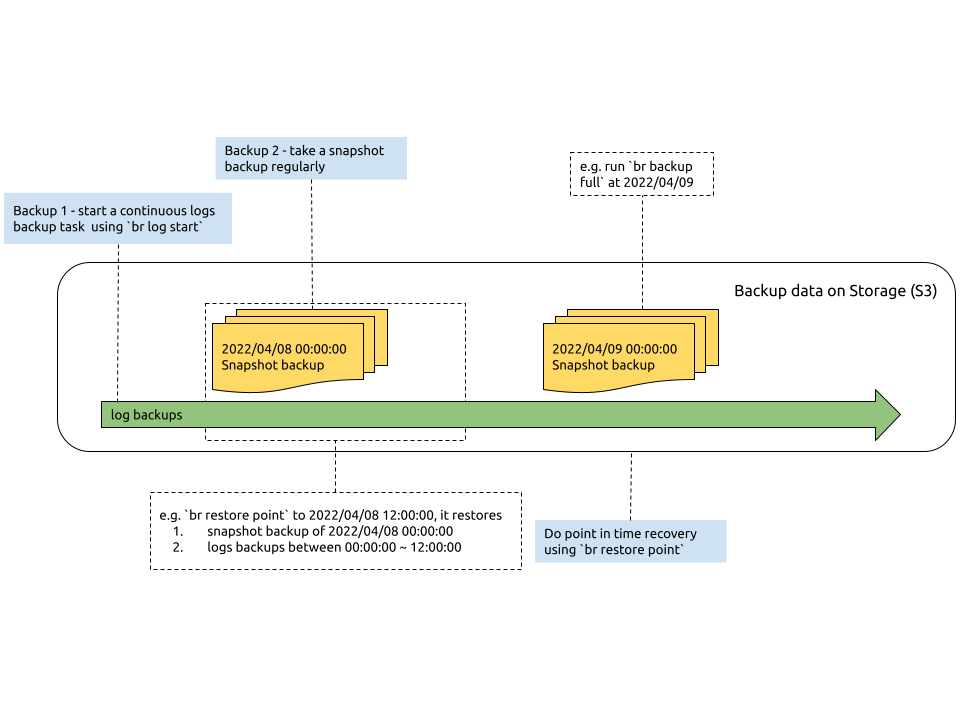 Backup 2 - take a snapshot
backup regularly
e.g. run `br backup
full` at 2022/04/09
Backup 1 - start a continuous logs
backup task  using `br log start`
Backup data on Storage (S3)
2022/04/08 00:00:00
Snapshot backup
2022/04/09 00:00:00
Snapshot backup
log backups
e.g. `br restore point` to 2022/04/08 12:00:00, it restores
1. snapshot backup of 2022/04/08 00:00:00
2. logs backups between 00:00:00 ~ 12:00:00
Do point in time recovery
using `br restore point`